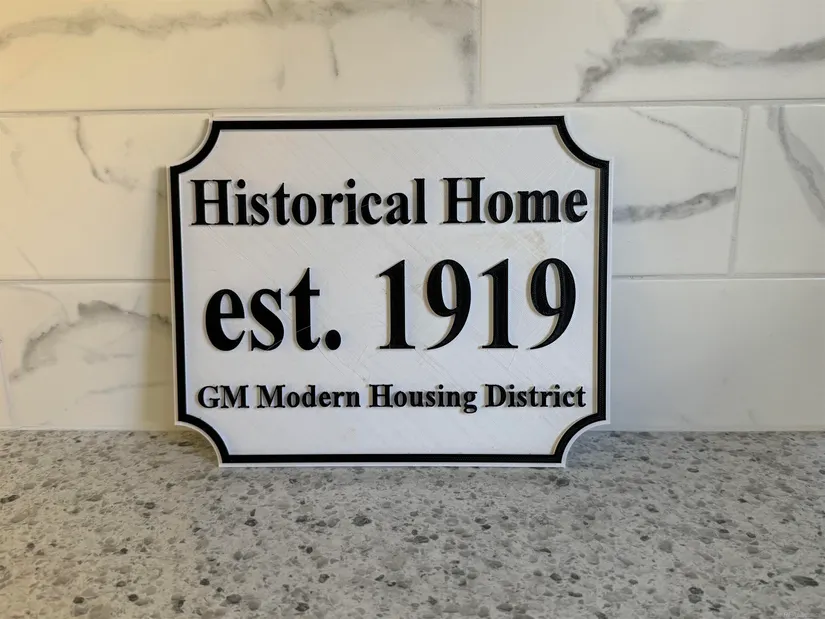 Historical Home
est. 1919
GM Modern Housing District